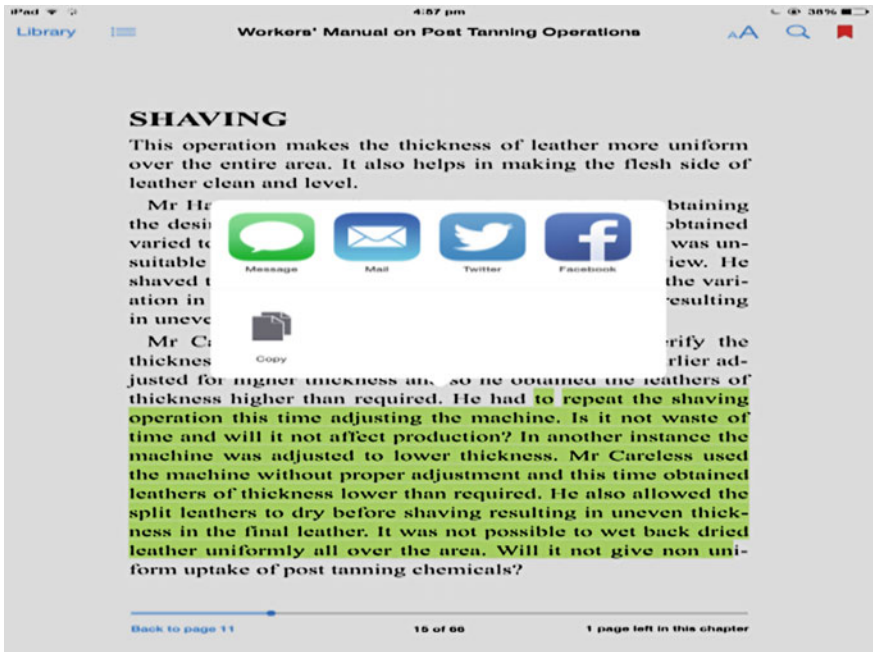 iPad 4:57 pm 38%
Library Workers' Manual on Post Tanning Operations AA
SHAVING
This operation makes the thickness of leather more uniform
over the entire area. It also helps in making the flesh side of
leather clean and level.
Mr Ha btaining
the desi obtained
varied to was un-
suitable iew. He
shaved t the vari-
ation in resulting
in uneve
Mr Ca rify the
thicknes rlier ad-
justed for higher thickness and so he obtained the leathers of
thickness higher than required. He had to repeat the shaving
operation this time adjusting the machine. Is it not waste of
time and will it not affect production? In another instance the
machine was adjusted to lower thickness. Mr Careless used
the machine without proper adjustment and this time obtained
leathers of thickness lower than required. He also allowed the
split leathers to dry before shaving resulting in uneven thick-
ness in the final leather. It was not possible to wet back dried
leather uniformly all over the area. Will it not give non uni-
form uptake of post tanning chemicals?
Message Mail Twitter Facebook
Copy
Back to page 11 15 of 66 1 page left in this chapter